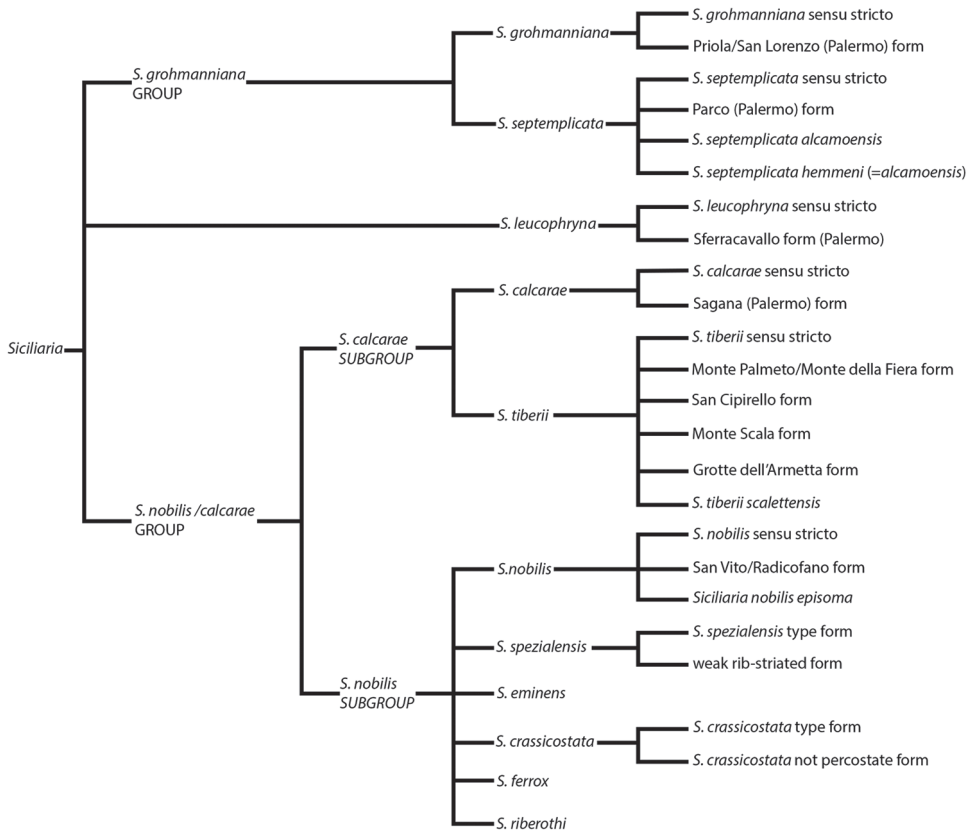 S. grohmanniana sensu stricto
S. grohmanniana
Priola/San Lorenzo (Palermo) form
S. grohmanniana
GROUP
S. septemplicata sensu stricto
Parco (Palermo) form
S. septemplicata
S. septemplicata alcamoensis
S. septemplicata hemmeni (=alcamoensis)
S. leucophryna sensu stricto
S. leucophryna
Sferracavallo form (Palermo)
S. calcarae sensu stricto
S. calcarae
Sagana (Palermo) form
Siciliaria
S. calcarae
SUBGROUP
S. tiberii sensu stricto
Monte Palmeto/Monte della Fiera form
San Cipirello form
S. tiberii
Monte Scala form
Grotte dell'Armetta form
S. tiberii scalettensis
S. nobilis /calcarae
GROUP
S. nobilis sensu stricto
S.nobilis
San Vito/Radicofano form
Siciliaria nobilis episoma
S. spezialensis type form
S. spezialensis
weak rib-striated form
S. nobilis
SUBGROUP
S. eminens
S. crassicostata type form
S. crassicostata
S. crassicostata not percostate form
S. ferrox
S. riberothi